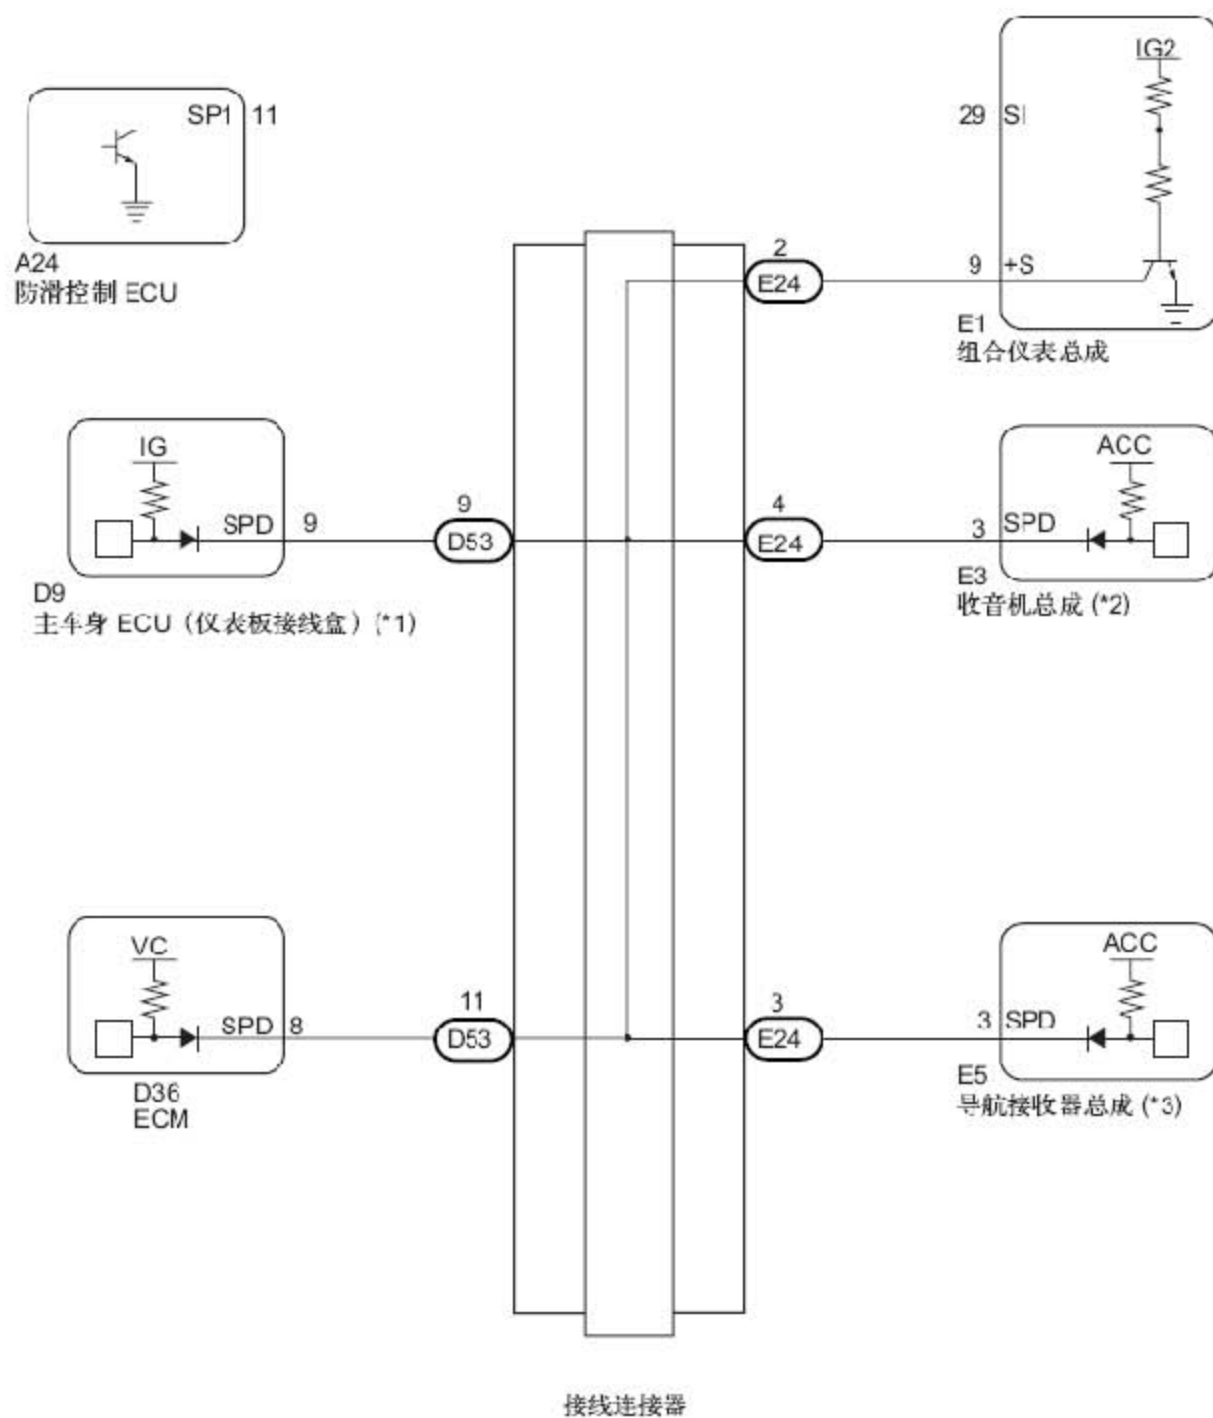 IG2
SP1 11
29 SI
A24
防滑控制 ECU
2
E24
9 +S
E1
组合仪表总成
IG
SPD 9
9
D53
4
E24
ACC
3 SPD
D9
主车身 ECU（仪表板接线盒）(*1)
E3
收音机总成 (*2)
VC
SPD 8
11
D53
3
E24
ACC
3 SPD
D36
ECM
E5
导航接收器总成 (*3)
接线连接器